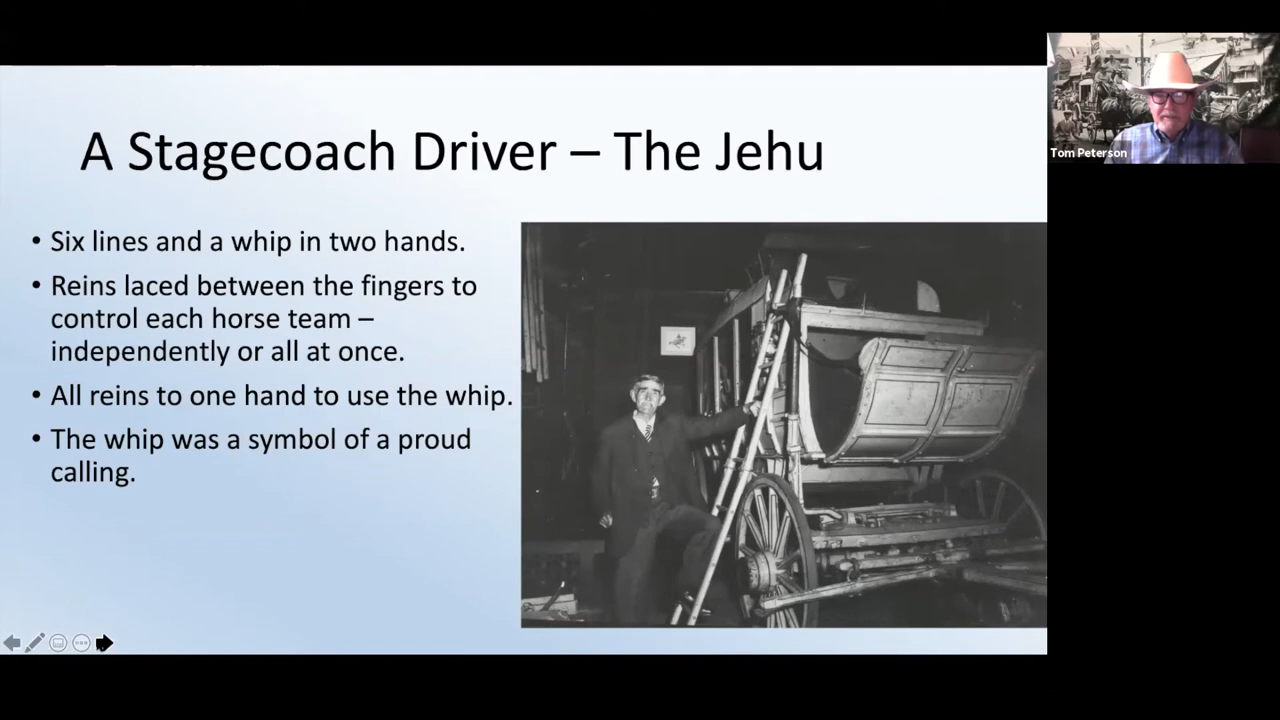 A Stagecoach Driver – The Jehu
• Six lines and a whip in two hands.
• Reins laced between the fingers to
control each horse team –
independently or all at once.
• All reins to one hand to use the whip.
• The whip was a symbol of a proud
calling.
Tom Peterson